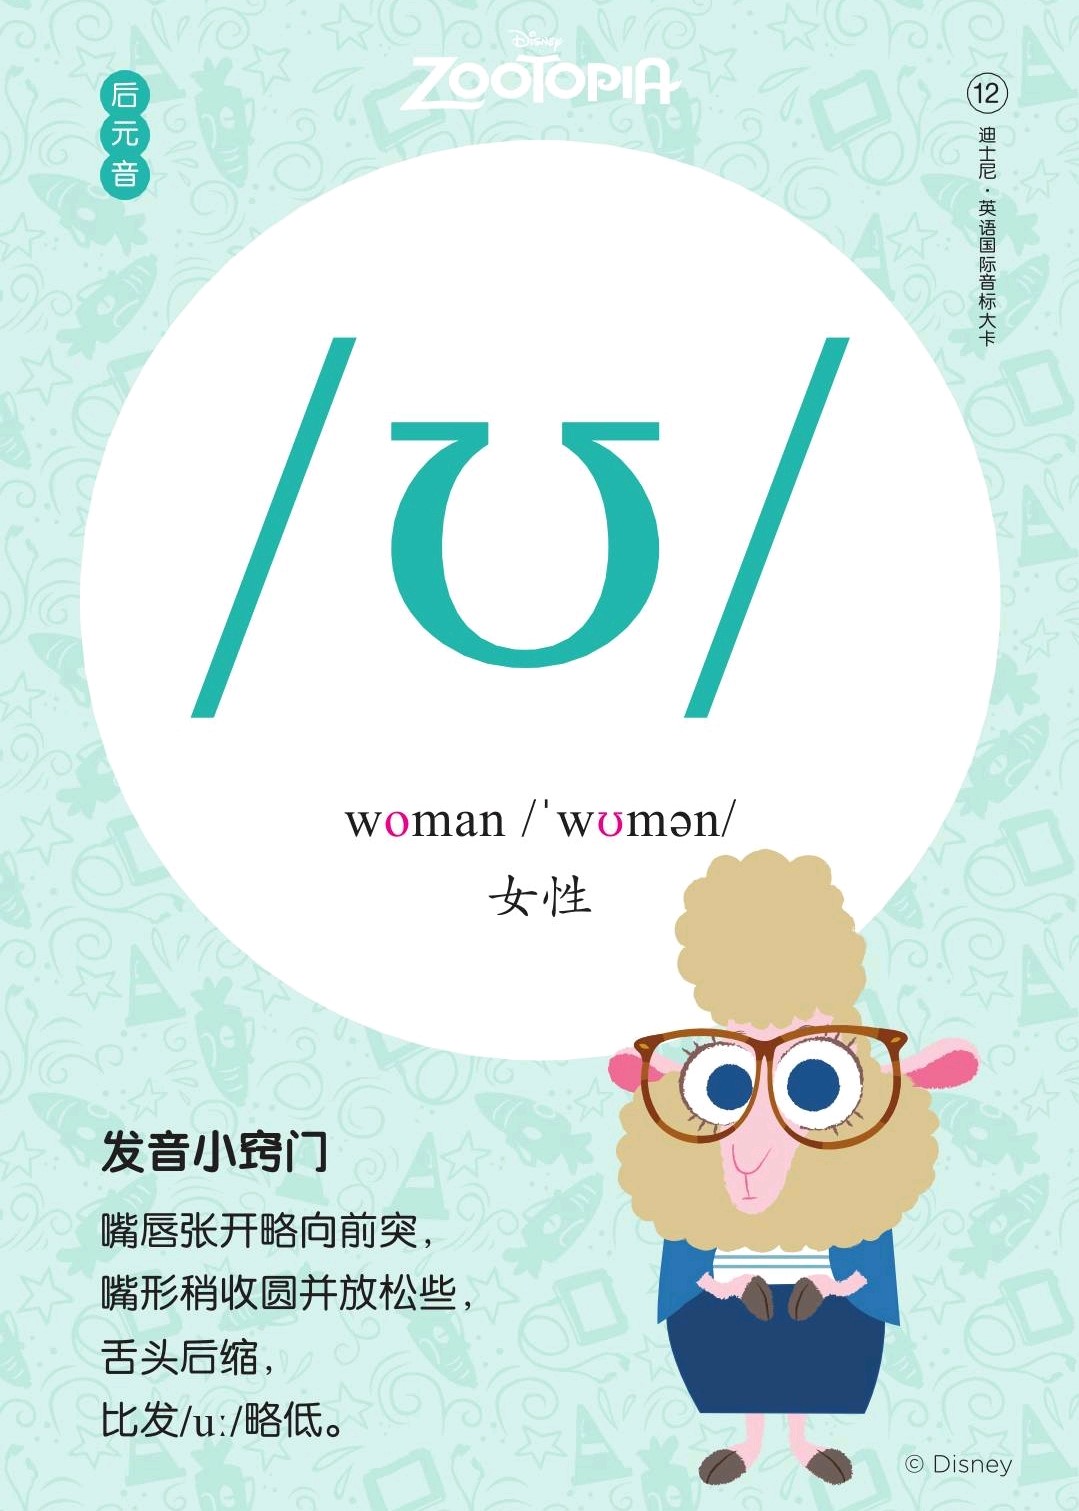 Disney
ZOOTOPIA
后元音
12
迪士尼·英语国际音标大卡
/ʊ/
woman /ˈwʊmən/
女性
发音小窍门
嘴唇张开略向前突，
嘴形稍收圆并放松些，
舌头后缩，
比发/uː/略低。
© Disney